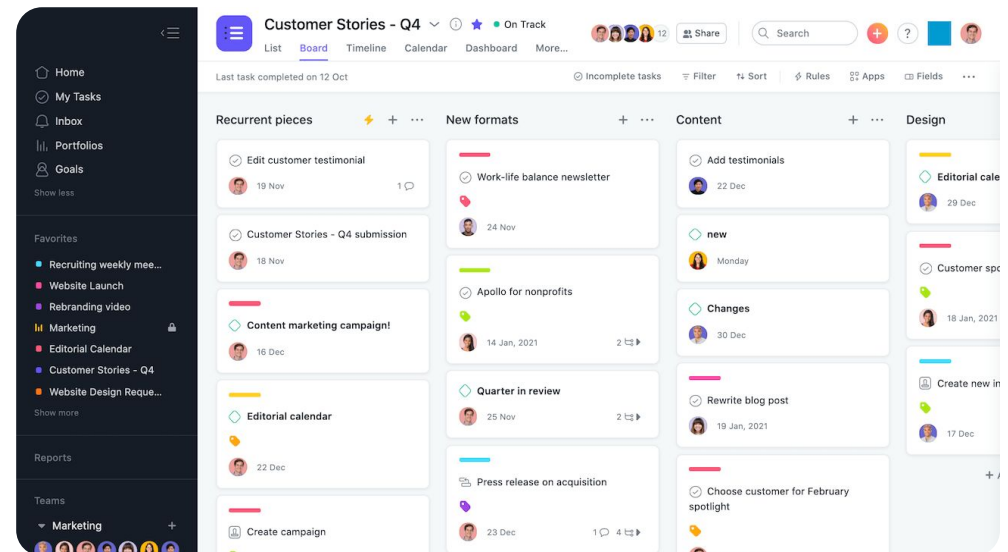 Home
My Tasks
Inbox
Portfolios
Goals
Show less
Favorites
Recruiting weekly mee...
Website Launch
Rebranding video
Marketing
Editorial Calendar
Customer Stories - Q4
Website Design Reque...
Show more
Reports
Teams
Marketing
Customer Stories - Q4
On Track
List Board Timeline Calendar Dashboard More...
12
Share
Search
?
Last task completed on 12 Oct
Incomplete tasks Filter Sort Rules Apps Fields
Recurrent pieces
Edit customer testimonial
19 Nov 1
Customer Stories - Q4 submission
18 Nov
Content marketing campaign!
16 Dec
Editorial calendar
22 Dec
Create campaign
New formats
Work-life balance newsletter
24 Nov
Apollo for nonprofits
14 Jan, 2021 2
Quarter in review
25 Nov 2
Press release on acquisition
23 Dec 1 4
Content
Add testimonials
22 Dec
new
Monday
Changes
30 Dec
Rewrite blog post
19 Jan, 2021
Choose customer for February
spotlight
Design
Editorial cale
29 Dec
Customer spo
18 Jan, 2021
Create new in
17 Dec